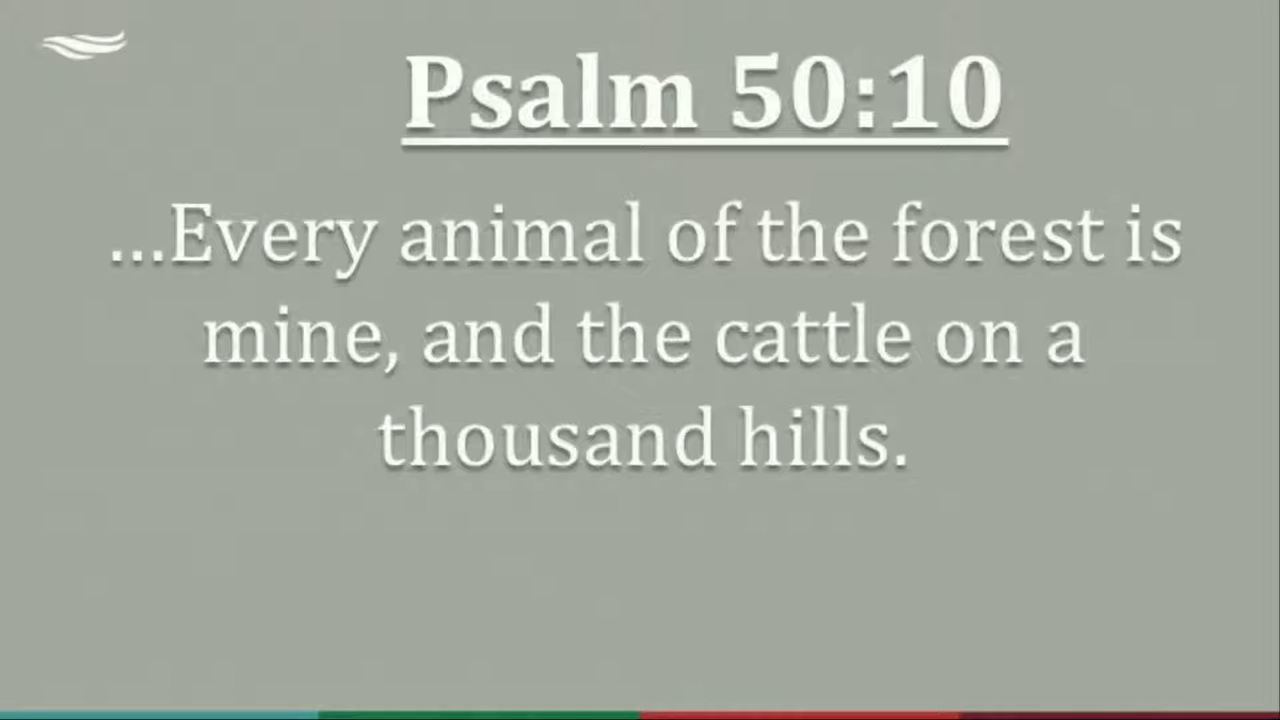 Psalm 50:10
...Every animal of the forest is
mine, and the cattle on a
thousand hills.